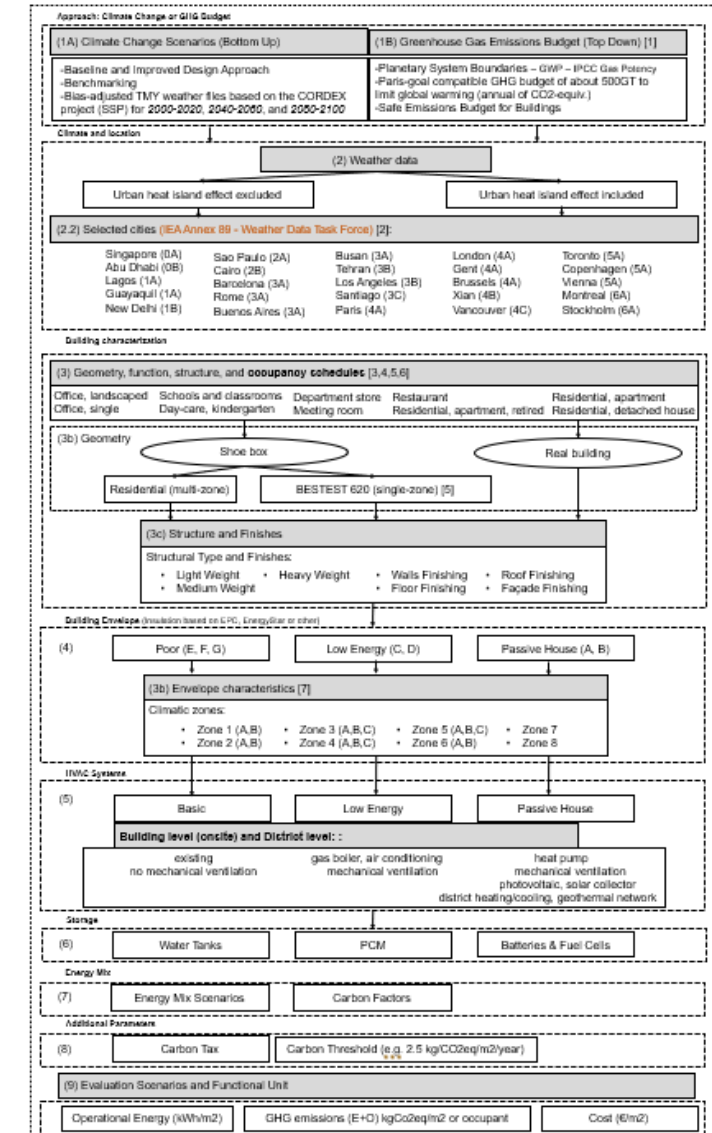 Approach: Climate Change or GHG Budget
(1A) Climate Change Scenarios (Bottom Up)
(1B) Greenhouse Gas Emissions Budget (Top Down) [1]
-Baseline and Improved Design Approach
-Benchmarking
-Bias-adjusted TMY weather files based on the CORDEX
project (SSP) for 2000-2020, 2040-2060, and 2050-2100
-Planetary System Boundaries – GWP – IPCC Gas Potency
-Paris-goal compatible GHG budget of about 500GT to
limit global warming (annual of CO2-equiv.)
-Safe Emissions Budget for Buildings
Climate and location
(2) Weather data
Urban heat island effect excluded
Urban heat island effect included
(2.2) Selected cities (IEA Annex 89 - Weather Data Task Force) [2]:
Singapore (0A)
Abu Dhabi (0B)
Lagos (1A)
Guayaquil (1A)
New Delhi (1B)
Sao Paulo (2A)
Cairo (2B)
Barcelona (3A)
Rome (3A)
Buenos Aires (3A)
Busan (3A)
Tehran (3B)
Los Angeles (3B)
Santiago (3C)
Paris (4A)
London (4A)
Gent (4A)
Brussels (4A)
Xian (4B)
Vancouver (4C)
Toronto (5A)
Copenhagen (5A)
Vienna (5A)
Montreal (6A)
Stockholm (6A)
Building characterization
(3) Geometry, function, structure, and occupancy schedules [3,4,5,6]
Office, landscaped
Office, single
Schools and classrooms
Day-care, kindergarten
Department store
Meeting room
Restaurant
Residential, apartment, retired
Residential, apartment
Residential, detached house
(3b) Geometry
Shoe box
Real building
Residential (multi-zone)
BESTEST 620 (single-zone) [5]
(3c) Structure and Finishes
Structural Type and Finishes:
• Light Weight
• Medium Weight
• Heavy Weight
• Walls Finishing
• Floor Finishing
• Roof Finishing
• Façade Finishing
Building Envelope (Insulation based on EPC, EnergyStar or other)
(4)
Poor (E, F, G)
Low Energy (C, D)
Passive House (A, B)
(3b) Envelope characteristics [7]
Climatic zones:
• Zone 1 (A,B)
• Zone 2 (A,B)
• Zone 3 (A,B,C)
• Zone 4 (A,B,C)
• Zone 5 (A,B,C)
• Zone 6 (A,B)
• Zone 7
• Zone 8
HVAC Systems
(5)
Basic
Low Energy
Passive House
Building level (onsite) and District level: :
existing
no mechanical ventilation
gas boiler, air conditioning
mechanical ventilation
heat pump
mechanical ventilation
photovoltaic, solar collector
district heating/cooling, geothermal network
Storage
(6)
Water Tanks
PCM
Batteries & Fuel Cells
Energy Mix
(7)
Energy Mix Scenarios
Carbon Factors
Additional Parameters
(8)
Carbon Tax
Carbon Threshold (e.g. 2.5 kg/CO2eq/m2/year)
(9) Evaluation Scenarios and Functional Unit
Operational Energy (kWh/m2)
GHG emissions (E+O) kgCo2eq/m2 or occupant
Cost (€/m2)